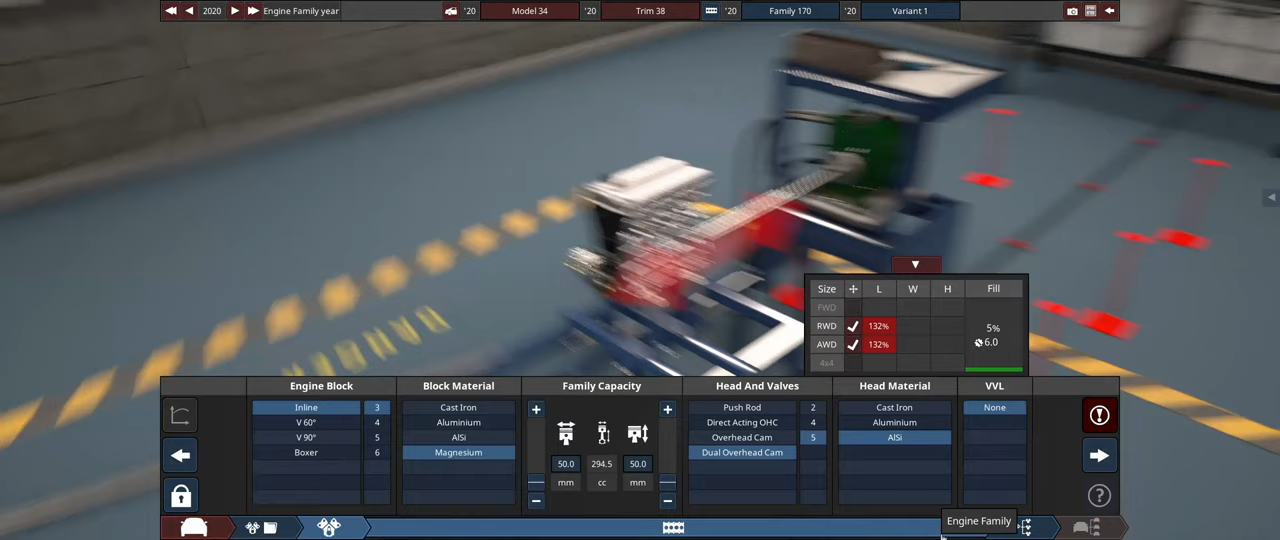 2020 Engine Family year '20 Model 34 Trim 38 '20 Family 170 '20 Variant 1
Size L W H Fill
FWD
RWD 132%
AWD 132%
4x4
5%
6.0
Engine Block Block Material Family Capacity Head And Valves Head Material VVL
Inline 3 Cast Iron + + Push Rod 2 Cast Iron None
V 60° 4 Aluminium Direct Acting OHC 4 Aluminium
V 90° 5 AlSi Overhead Cam 5 AlSi
Boxer 6 Magnesium Dual Overhead Cam
50.0 294.5 50.0
mm cc mm
Engine Family